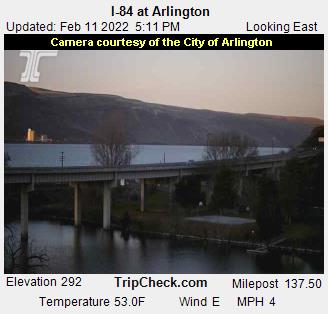 I-84 at Arlington
Updated: Feb 11 2022 5:11 PM Looking East
Camera courtesy of the City of Arlington
Elevation 292 TripCheck.com Milepost 137.50
Temperature 53.0F Wind E MPH 4